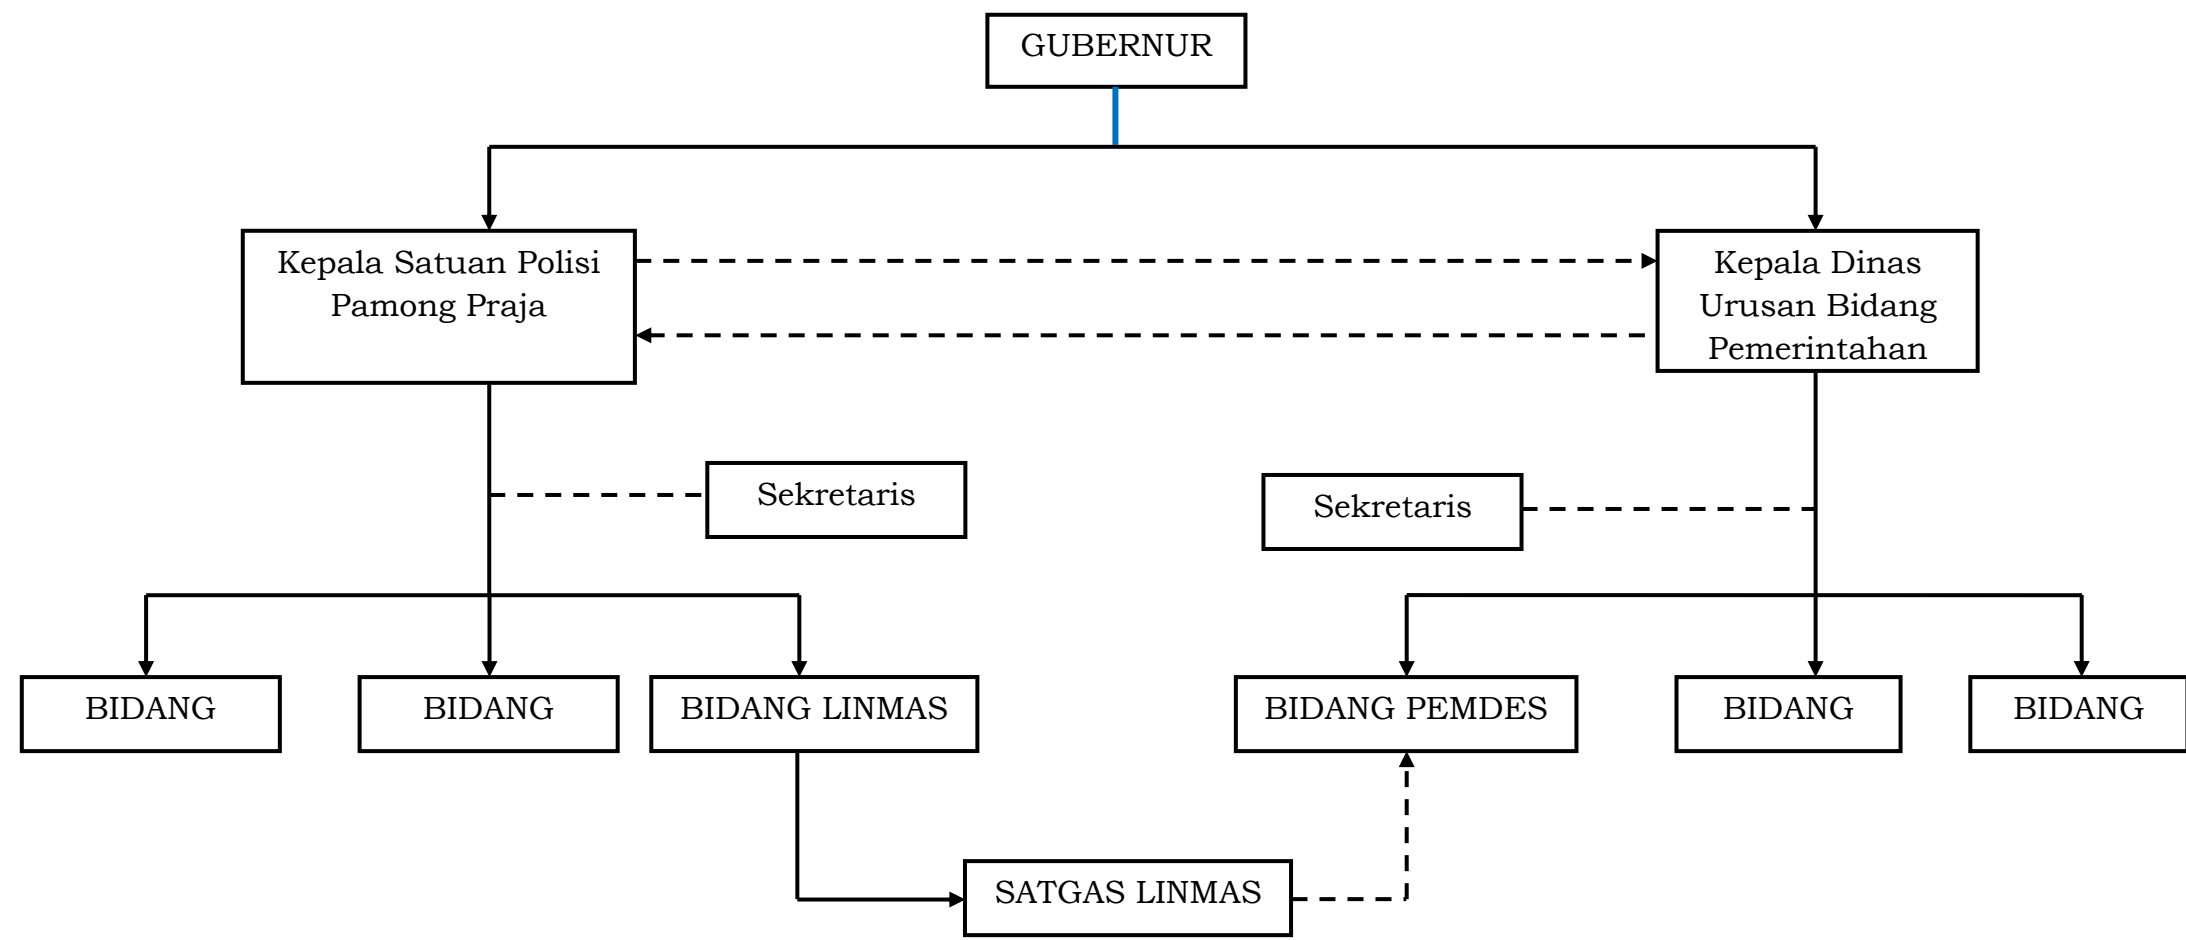 GUBERNUR
Kepala Satuan Polisi
Pamong Praja
Kepala Dinas
Urusan Bidang
Pemerintahan
Sekretaris
Sekretaris
BIDANG
BIDANG
BIDANG LINMAS
BIDANG PEMDES
BIDANG
BIDANG
SATGAS LINMAS